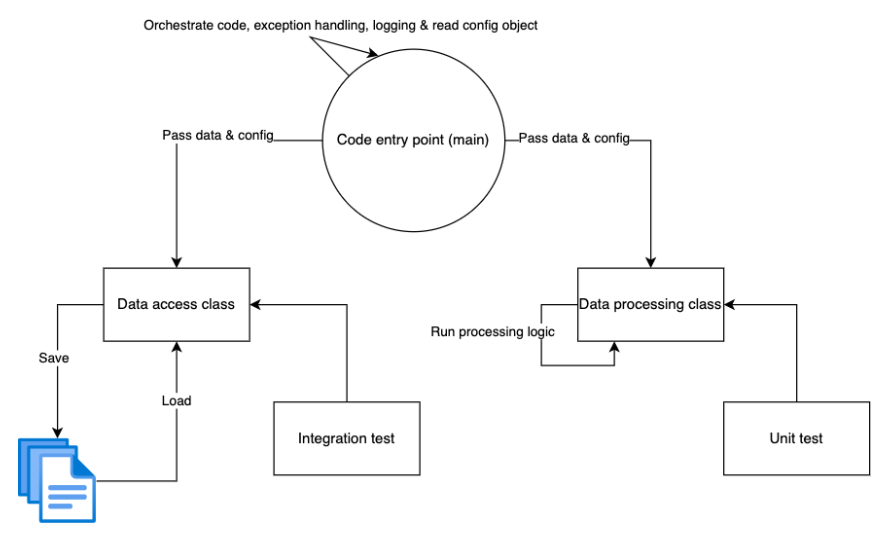 Orchestrate code, exception handling, logging & read config object
Pass data & config
Code entry point (main)
Pass data & config
Data access class
Data processing class
Run processing logic
Save
Load
Integration test
Unit test